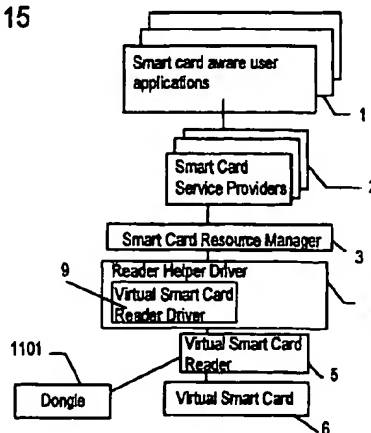 15
Smart card aware user
applications
1
Smart Card
Service Providers
2
Smart Card Resource Manager
3
Reader Helper Driver
9
Virtual Smart Card
Reader Driver
1101
Virtual Smart Card
Reader
5
Dongle
Virtual Smart Card
6